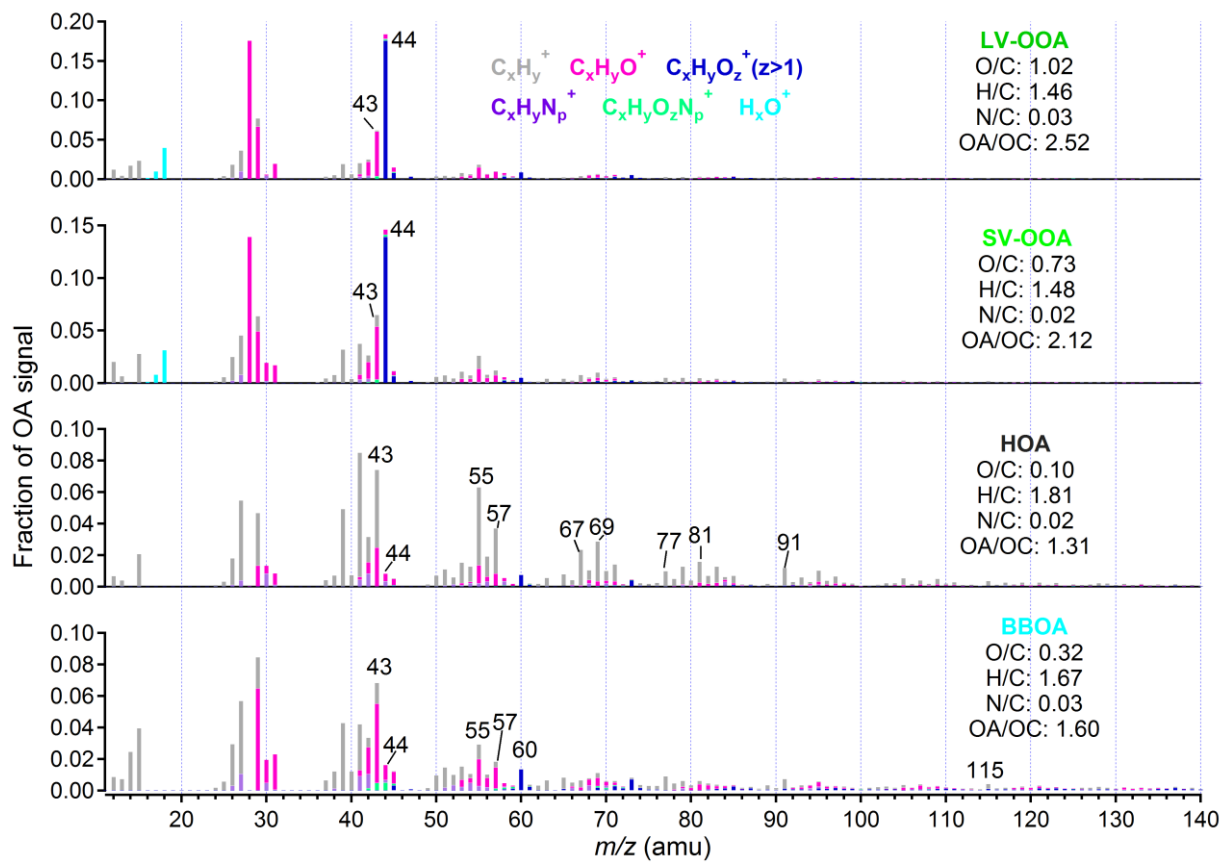 Fraction of OA signal
0.20
0.15
0.10
0.05
0.00
43
44
CxHy+ CxHyO+ CxHyOz+(z>1)
CxHyNp+ CxHyOzNp+ HxO+
LV-OOA
O/C: 1.02
H/C: 1.46
N/C: 0.03
OA/OC: 2.52
0.15
0.10
0.05
0.00
43
44
SV-OOA
O/C: 0.73
H/C: 1.48
N/C: 0.02
OA/OC: 2.12
0.10
0.08
0.06
0.04
0.02
0.00
43
44
55
57
67
69
77
81
91
HOA
O/C: 0.10
H/C: 1.81
N/C: 0.02
OA/OC: 1.31
0.10
0.08
0.06
0.04
0.02
0.00
43
44
55
57
60
115
BBOA
O/C: 0.32
H/C: 1.67
N/C: 0.03
OA/OC: 1.60
20 30 40 50 60 70 80 90 100 110 120 130 140
m/z (amu)